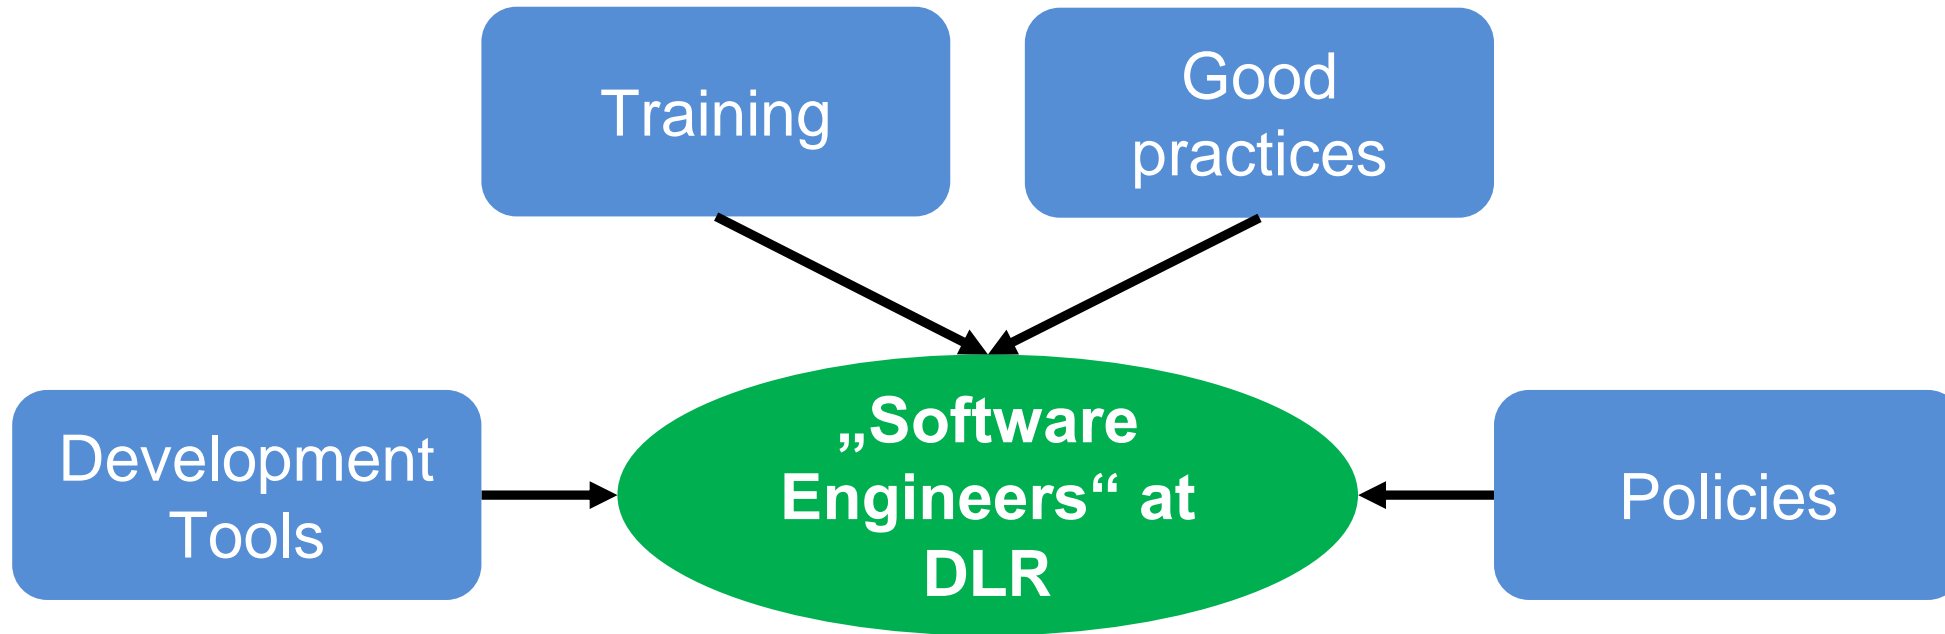 Training
Good
practices
„Software
Engineers“ at
DLR
Development
Tools
Policies